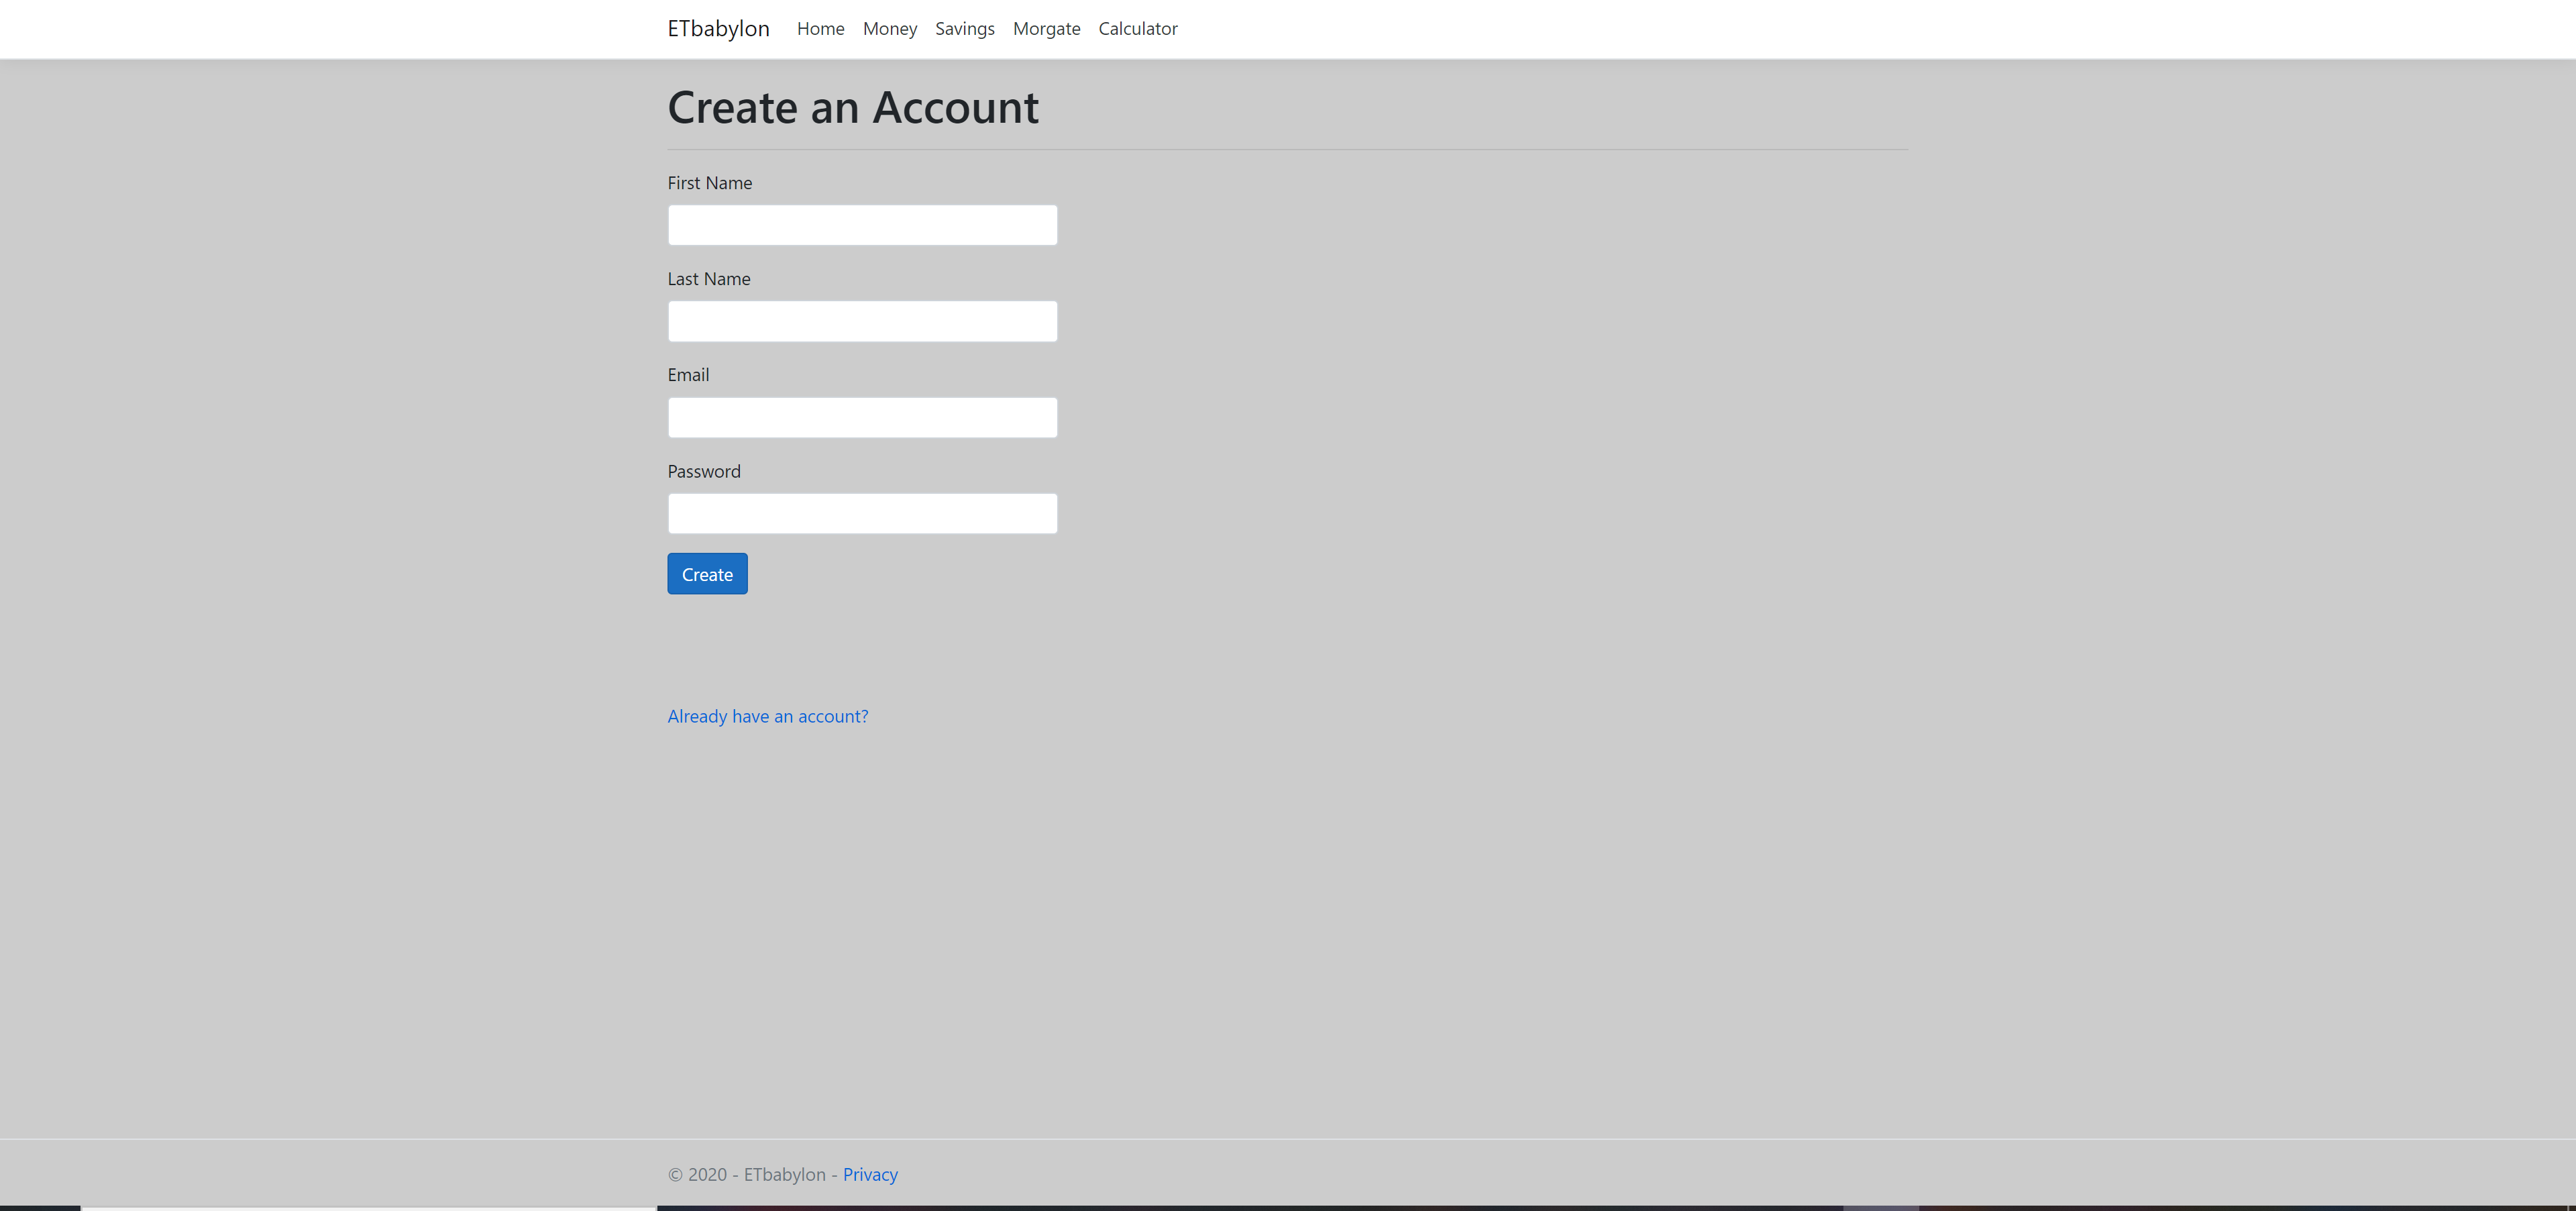 ETbabylon Home Money Savings Morgate Calculator
Create an Account
First Name
Last Name
Email
Password
Create
Already have an account?
© 2020 - ETbabylon - Privacy